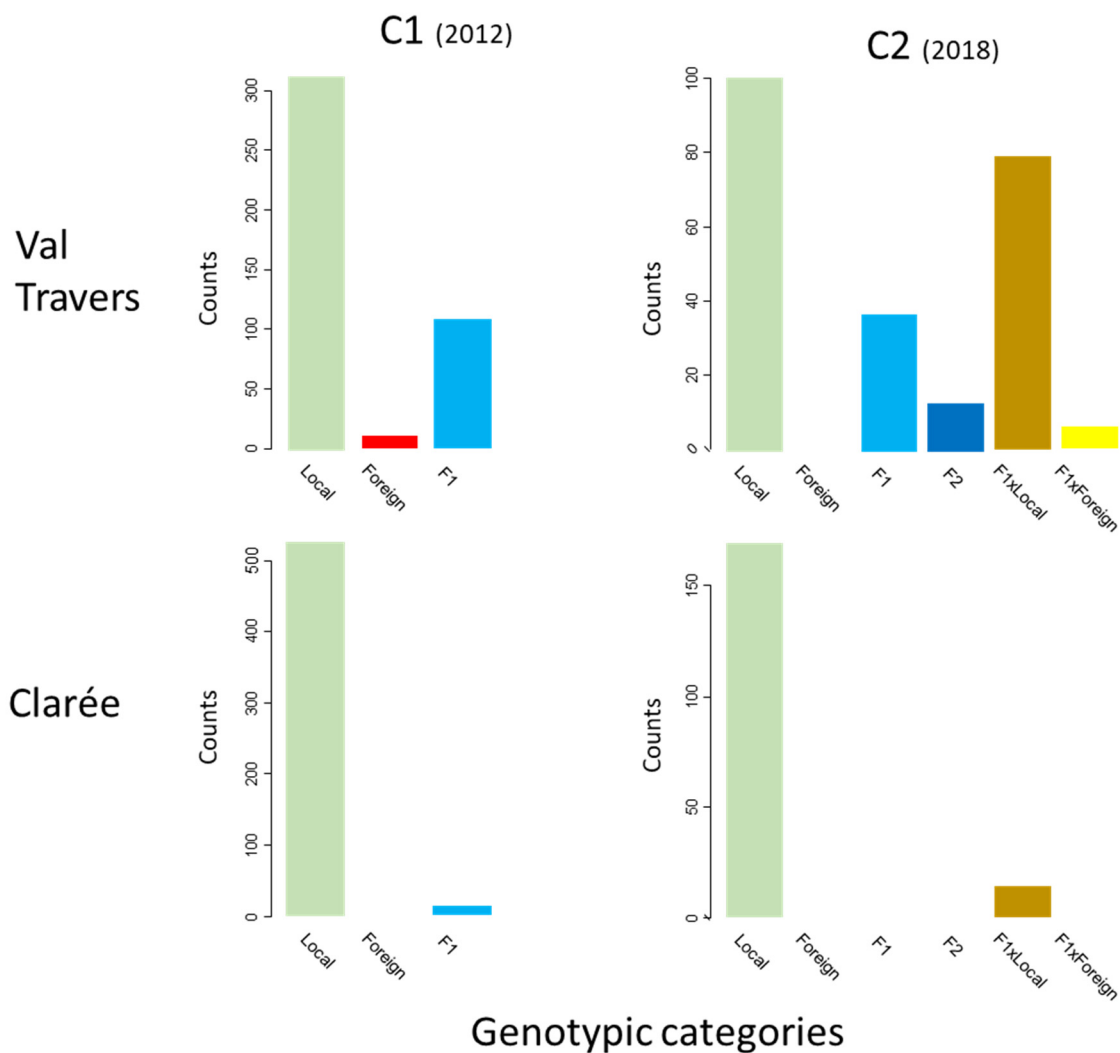 C1 (2012)
C2 (2018)
Val
Travers
Counts
300
250
200
150
100
50
0
Local
Foreign
F1
Counts
100
80
60
40
20
0
Local
Foreign
F1
F2
F1xLocal
F1xForeign
Clarée
Counts
500
400
300
200
100
0
Local
Foreign
F1
Counts
150
100
50
0
Local
Foreign
F1
F2
F1xLocal
F1xForeign
Genotypic categories